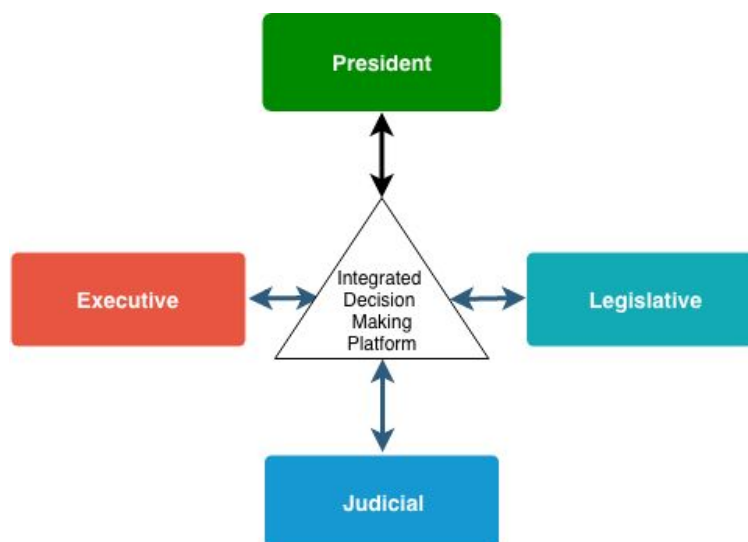 President
Executive
Integrated
Decision
Making
Platform
Legislative
Judicial